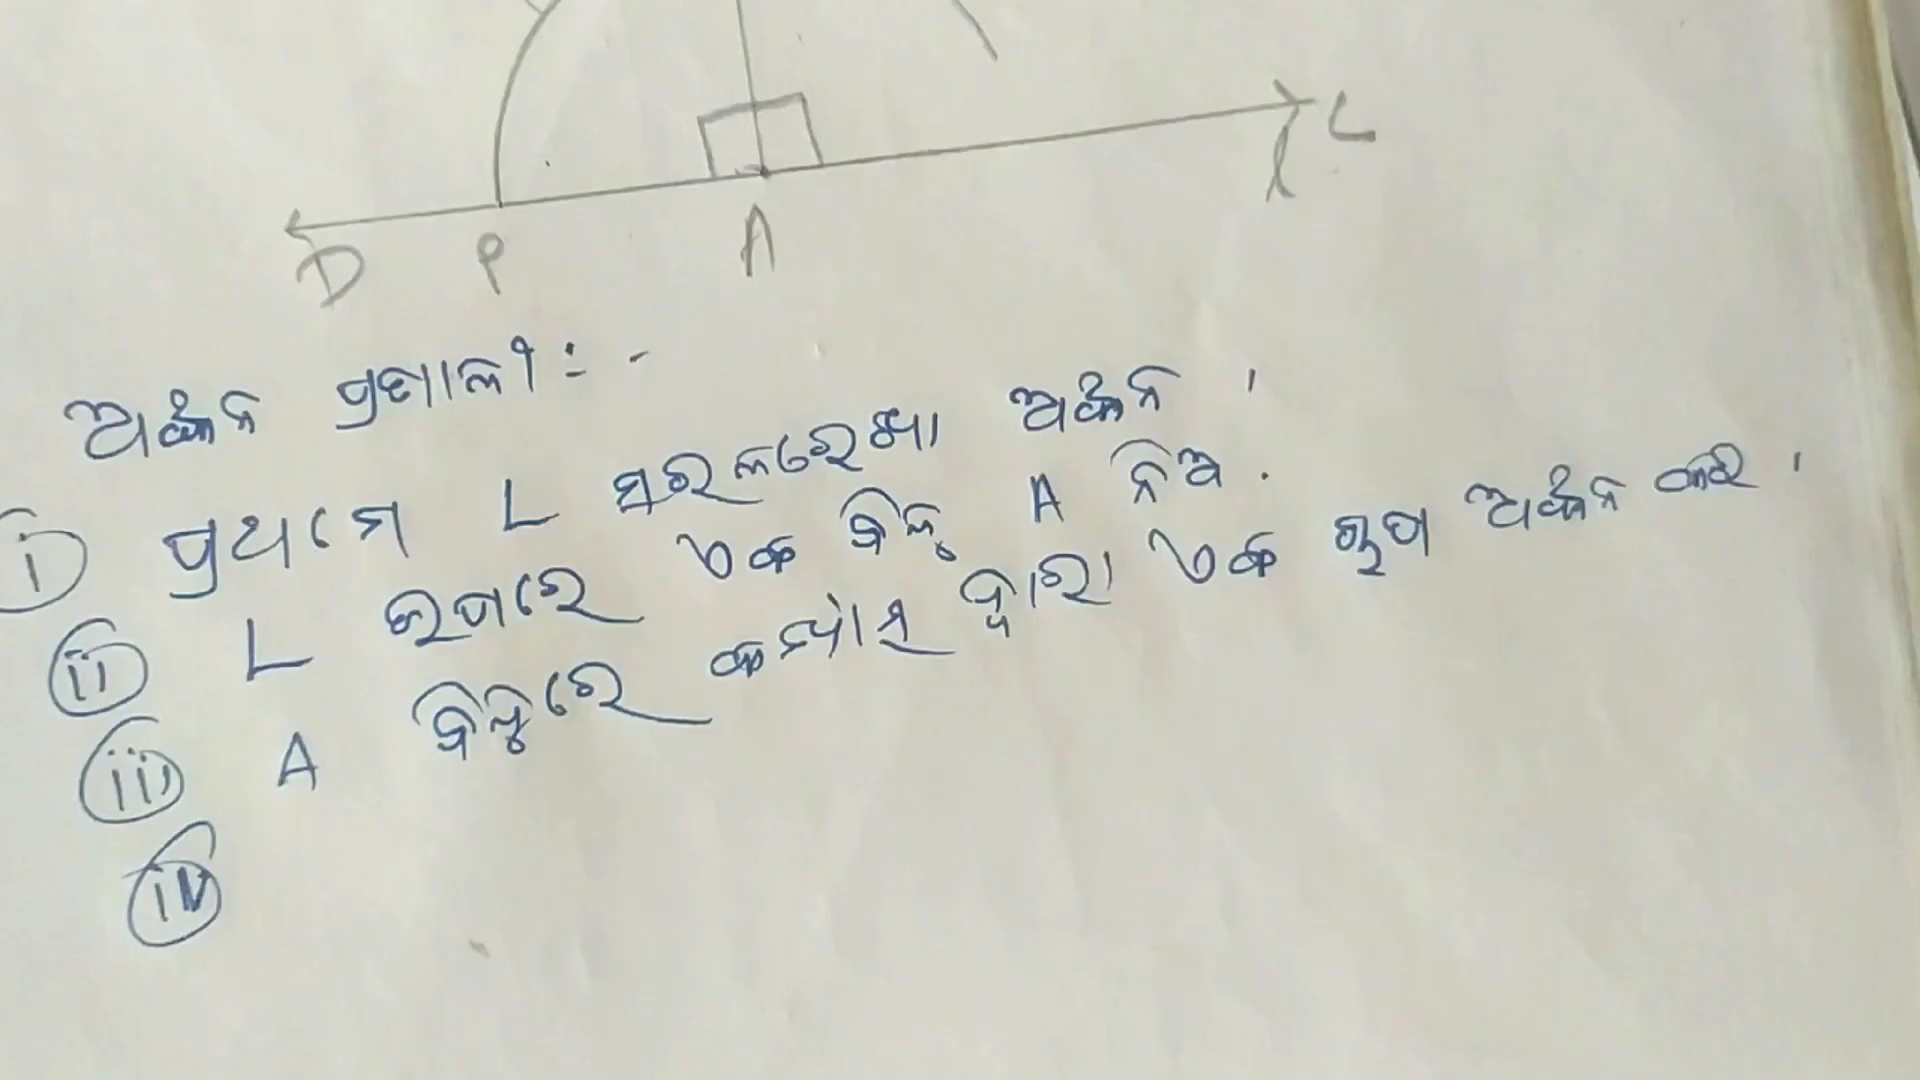 L
l
D P A
ଅଙ୍କନ ପ୍ରଣାଳୀ :-
i ପ୍ରଥମେ L ସରଳରେଖା ଅଙ୍କନ ।
ii L ଉପରେ ଏକ ବିନ୍ଦୁ A ନିଅ .
iii A ବିନ୍ଦୁରେ କମ୍ପାସ ଦ୍ୱାରା ଏକ ଚାପ ଅଙ୍କନ କର ।
iv